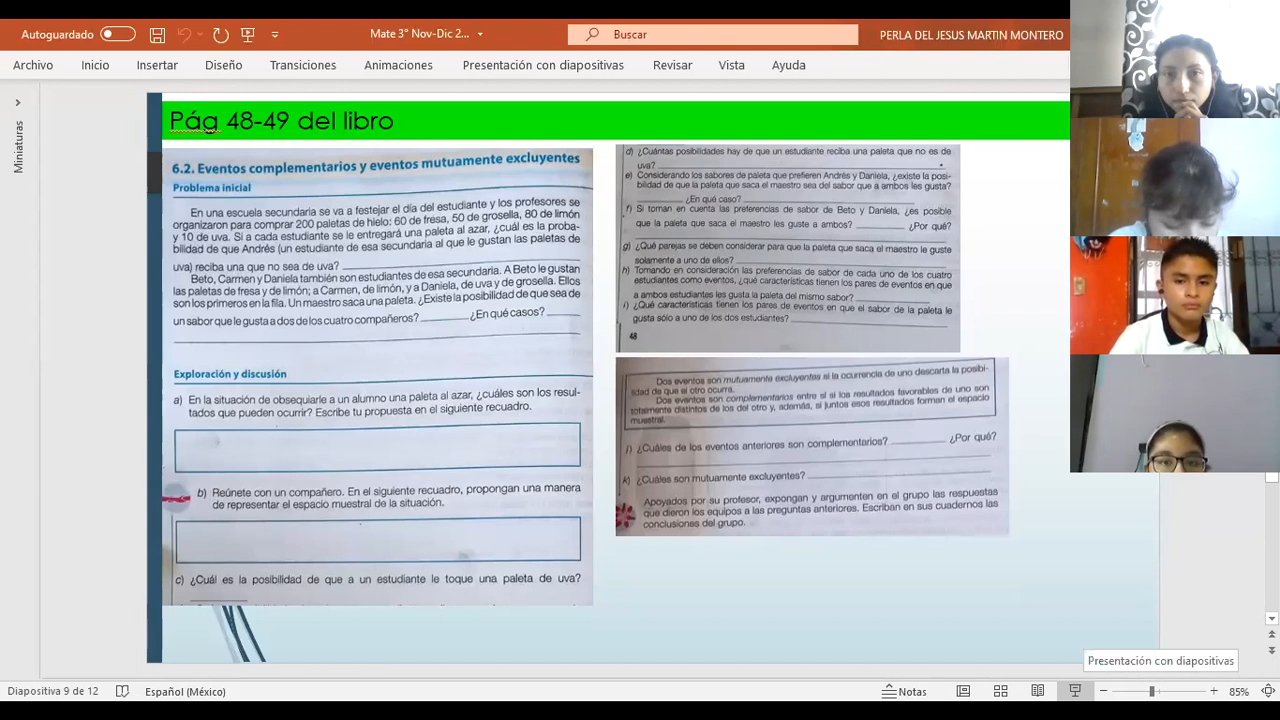 Autoguardado
Mate 3° Nov-Dic 2...
Buscar
PERLA DEL JESUS MARTIN MONTERO
Archivo
Inicio
Insertar
Diseño
Transiciones
Animaciones
Presentación con diapositivas
Revisar
Vista
Ayuda
Miniaturas
Pág 48-49 del libro
6.2. Eventos complementarios y eventos mutuamente excluyentes
Problema inicial
En una escuela secundaria se va a festejar el día del estudiante y los profesores se
organizaron para comprar 200 paletas de hielo: 60 de fresa, 50 de grosella, 80 de limón
y 10 de uva. Si a cada estudiante se le entregará una paleta al azar, ¿cuál es la proba-
bilidad de que Andrés (un estudiante de esa secundaria al que le gustan las paletas de
uva) reciba una que no sea de uva?
Beto, Carmen y Daniela también son estudiantes de esa secundaria. A Beto le gustan
las paletas de fresa y de limón; a Carmen, de limón, y a Daniela, de uva y de grosella. Ellos
son los primeros en la fila. Un maestro saca una paleta. ¿Existe la posibilidad de que sea de
un sabor que le gusta a dos de los cuatro compañeros? ________ ¿En qué casos? ______
Exploración y discusión
a) En la situación de obsequiarle a un alumno una paleta al azar, ¿cuáles son los resul-
tados que pueden ocurrir? Escribe tu propuesta en el siguiente recuadro.
b) Reúnete con un compañero. En el siguiente recuadro, propongan una manera
de representar el espacio muestral de la situación.
c) ¿Cuál es la posibilidad de que a un estudiante le toque una paleta de uva?
d) ¿Cuántas posibilidades hay de que un estudiante reciba una paleta que no es de
uva?
e) Considerando los sabores de paleta que prefieren Andrés y Daniela, ¿existe la posi-
bilidad de que la paleta que saca el maestro sea del sabor que a ambos les gusta?
________ ¿En qué caso?
f) Si toman en cuenta las preferencias de sabor de Beto y Daniela, ¿es posible
que la paleta que saca el maestro les guste a ambos? ________ ¿Por qué?
g) ¿Qué parejas se deben considerar para que la paleta que saca el maestro le guste
solamente a uno de ellos?
h) Tomando en consideración las preferencias de sabor de cada uno de los cuatro
estudiantes como eventos, ¿qué características tienen los pares de eventos en que
a ambos estudiantes les gusta la paleta del mismo sabor?
i) ¿Qué características tienen los pares de eventos en que el sabor de la paleta le
gusta sólo a uno de los dos estudiantes?
48
Dos eventos son mutuamente excluyentes si la ocurrencia de uno descarta la posibi-
lidad de que el otro ocurra.
Dos eventos son complementarios entre sí si los resultados favorables de uno son
totalmente distintos de los del otro y, además, si juntos esos resultados forman el espacio
muestral.
j) ¿Cuáles de los eventos anteriores son complementarios? ________ ¿Por qué?
k) ¿Cuáles son mutuamente excluyentes?
Apoyados por su profesor, expongan y argumenten en el grupo las respuestas
que dieron los equipos a las preguntas anteriores. Escriban en sus cuadernos las
conclusiones del grupo.
Presentación con diapositivas
Diapositiva 9 de 12
Español (México)
Notas
85%